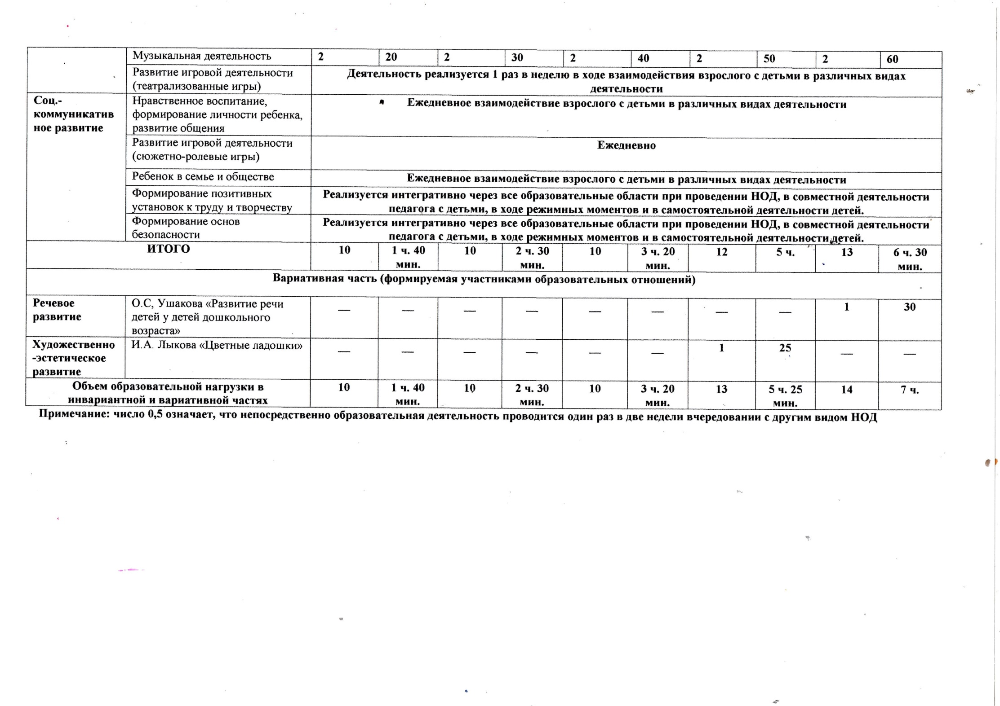 Музыкальная деятельность 2 20 2 30 2 40 2 50 2 60
Развитие игровой деятельности
(театрализованные игры)
Деятельность реализуется 1 раз в неделю в ходе взаимодействия взрослого с детьми в различных видах
деятельности
Соц.-
коммуникатив
ное развитие
Нравственное воспитание,
формирование личности ребенка,
развитие общения
Ежедневное взаимодействие взрослого с детьми в различных видах деятельности
Развитие игровой деятельности
(сюжетно-ролевые игры)
Ежедневно
Ребенок в семье и обществе
Ежедневное взаимодействие взрослого с детьми в различных видах деятельности
Формирование позитивных
установок к труду и творчеству
Реализуется интегративно через все образовательные области при проведении НОД, в совместной деятельности
педагога с детьми, в ходе режимных моментов и в самостоятельной деятельности детей.
Формирование основ
безопасности
Реализуется интегративно через все образовательные области при проведении НОД, в совместной деятельности
педагога с детьми, в ходе режимных моментов и в самостоятельной деятельности детей.
ИТОГО 10 1 ч. 40 10 2 ч. 30 10 3 ч. 20 12 5 ч. 13 6 ч. 30
мин. мин. мин. мин.
Вариативная часть (формируемая участниками образовательных отношений)
Речевое
развитие
О.С, Ушакова «Развитие речи
детей у детей дошкольного
возраста»
— — — — — — — — 1 30
Художественно
-эстетическое
развитие
И.А. Лыкова «Цветные ладошки»
— — — — — — 1 25 — —
Объем образовательной нагрузки в
инвариантной и вариативной частях
10 1 ч. 40 10 2 ч. 30 10 3 ч. 20 13 5 ч. 25 14 7 ч.
мин. мин. мин. мин.
Примечание: число 0,5 означает, что непосредственно образовательная деятельность проводится один раз в две недели вчередовании с другим видом НОД